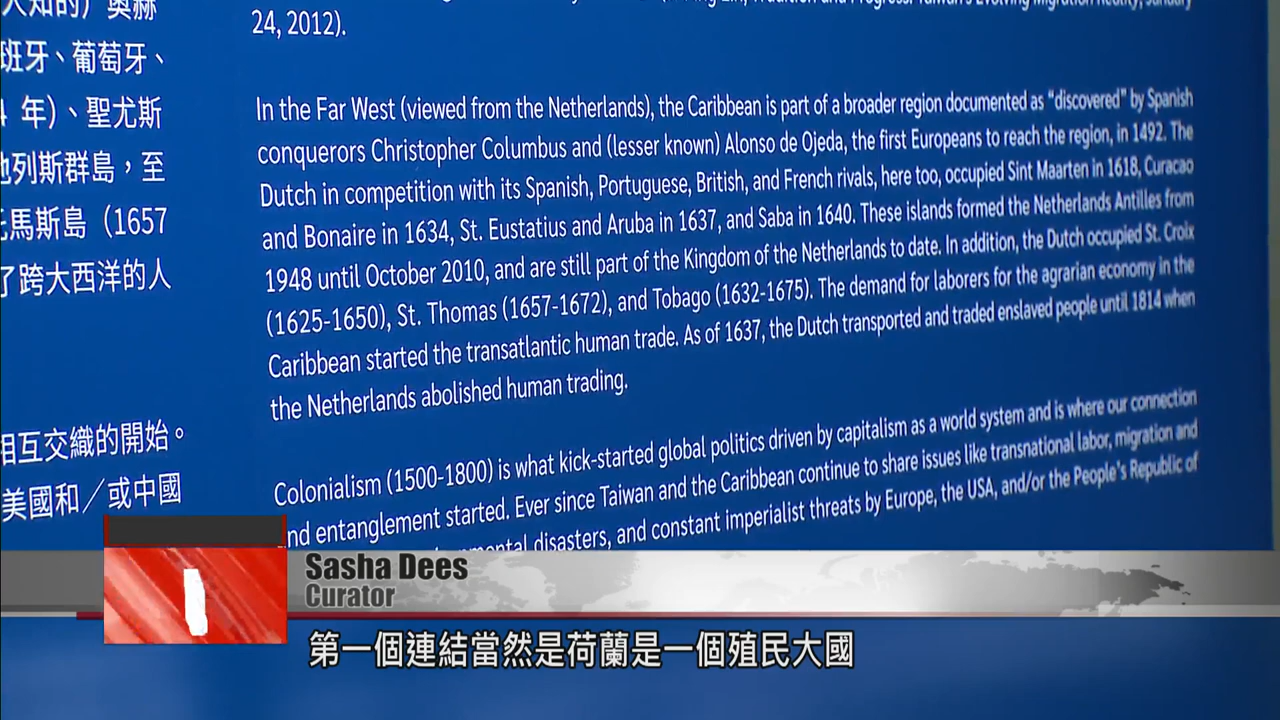 人知的）奧赫
班牙、葡萄牙、
4 年）、聖尤斯
列斯群島，至
馬斯島（1657
了跨大西洋的人
相互交織的開始。
美國和／或中國
Tradition and Progress: Taiwan's Evolving Migration Reality, January
24, 2012).
In the Far West (viewed from the Netherlands), the Caribbean is part of a broader region documented as “discovered” by Spanish
conquerors Christopher Columbus and (lesser known) Alonso de Ojeda, the first Europeans to reach the region, in 1492. The
Dutch in competition with its Spanish, Portuguese, British, and French rivals, here too, occupied Sint Maarten in 1618, Curacao
and Bonaire in 1634, St. Eustatius and Aruba in 1637, and Saba in 1640. These islands formed the Netherlands Antilles from
1948 until October 2010, and are still part of the Kingdom of the Netherlands to date. In addition, the Dutch occupied St. Croix
(1625-1650), St. Thomas (1657-1672), and Tobago (1632-1675). The demand for laborers for the agrarian economy in the
Caribbean started the transatlantic human trade. As of 1637, the Dutch transported and traded enslaved people until 1814 when
the Netherlands abolished human trading.
Colonialism (1500-1800) is what kick-started global politics driven by capitalism as a world system and is where our connection
and entanglement started. Ever since Taiwan and the Caribbean continue to share issues like transnational labor, migration and
disasters, and constant imperialist threats by Europe, the USA, and/or the People's Republic of
Sasha Dees
Curator
第一個連結當然是荷蘭是一個殖民大國